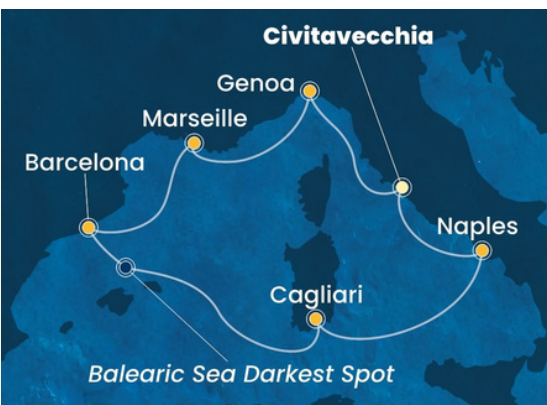 Civitavecchia
Genoa
Marseille
Barcelona
Naples
Cagliari
Balearic Sea Darkest Spot